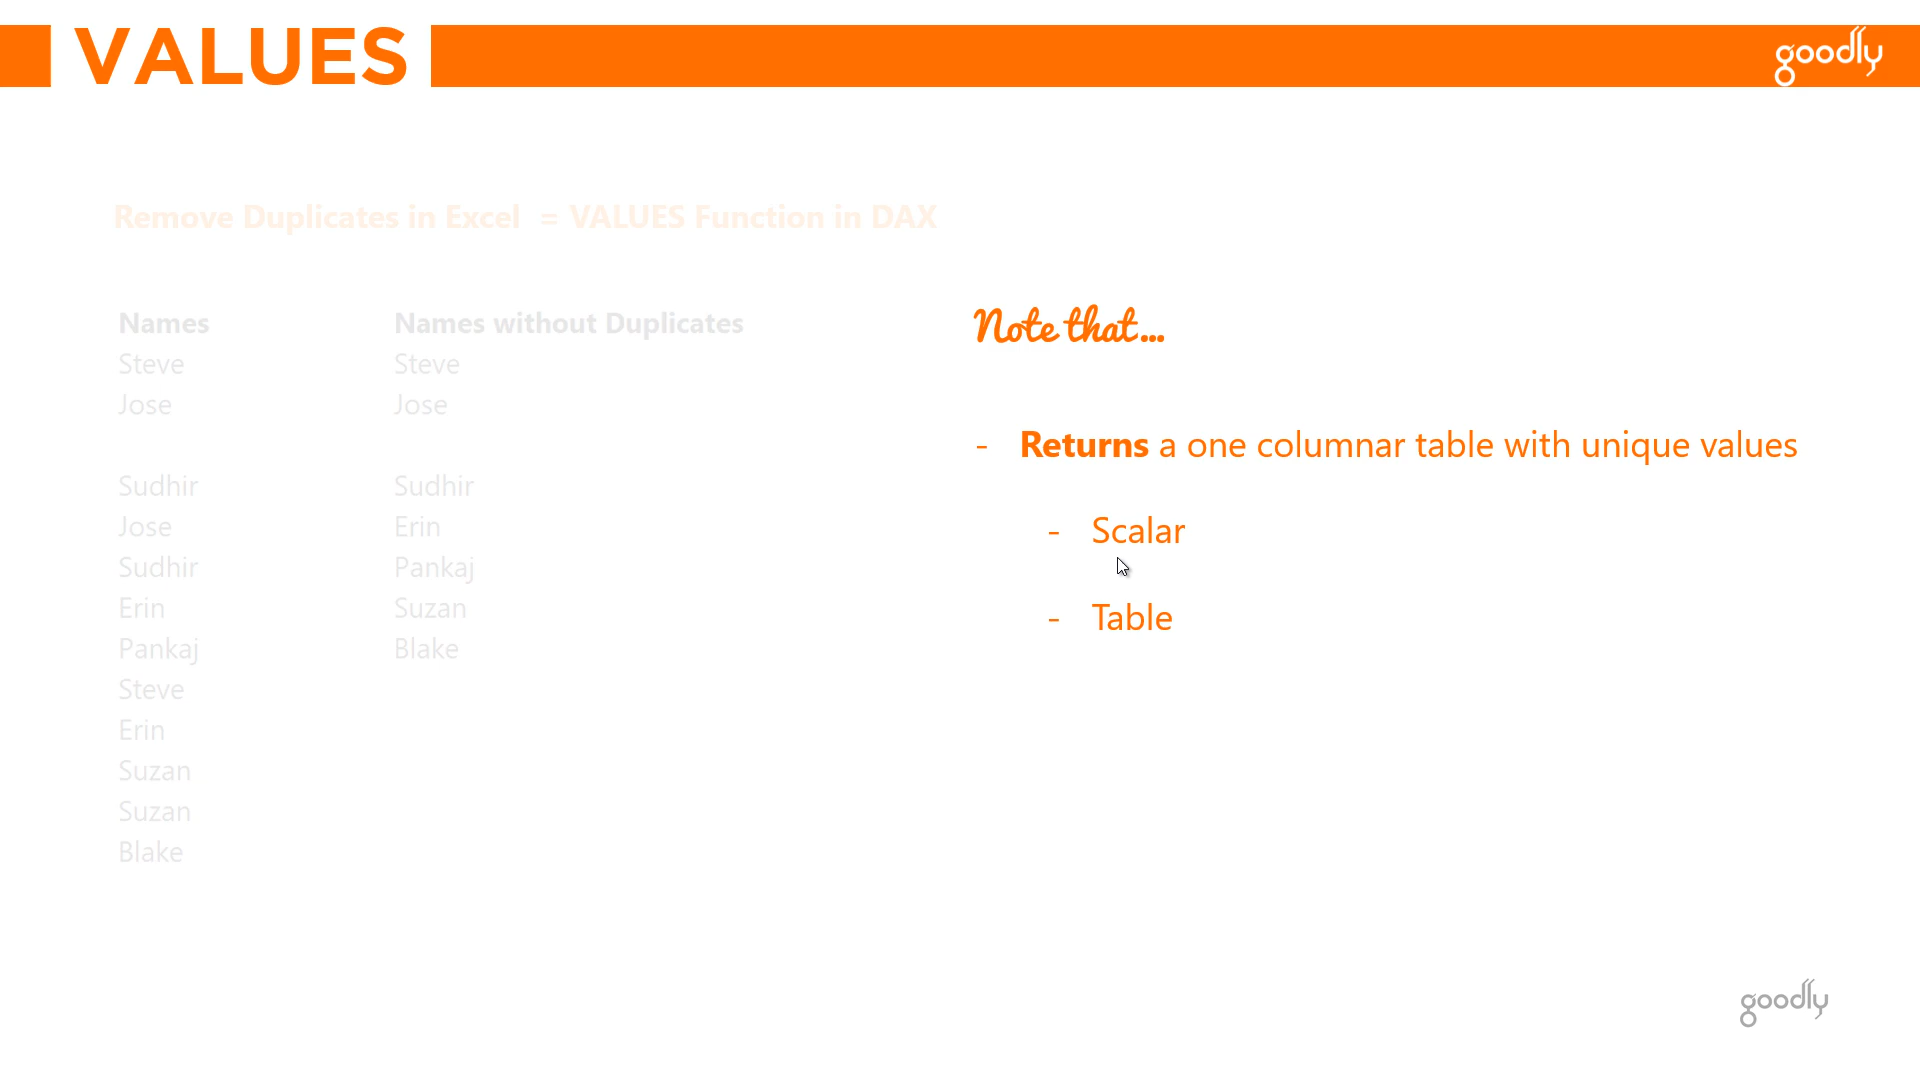 VALUES
goodly
Remove Duplicates in Excel = VALUES Function in DAX
Names
Steve
Jose
Sudhir
Jose
Sudhir
Erin
Pankaj
Steve
Erin
Suzan
Suzan
Blake
Names without Duplicates
Steve
Jose
Sudhir
Erin
Pankaj
Suzan
Blake
Note that...
- Returns a one columnar table with unique values
- Scalar
- Table
goodly